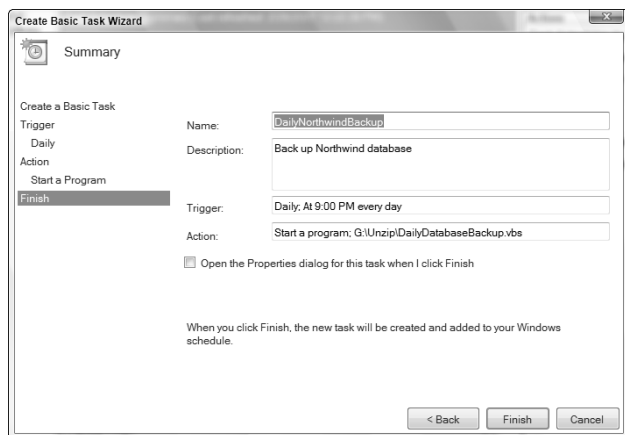 Create Basic Task Wizard
Summary
Create a Basic Task
Trigger
Daily
Action
Start a Program
Finish
Name:
DailyNorthwindBackup
Description:
Back up Northwind database
Trigger:
Daily; At 9:00 PM every day
Action:
Start a program; G:\Unzip\DailyDatabaseBackup.vbs
Open the Properties dialog for this task when I click Finish
When you click Finish, the new task will be created and added to your Windows
schedule.
< Back
Finish
Cancel